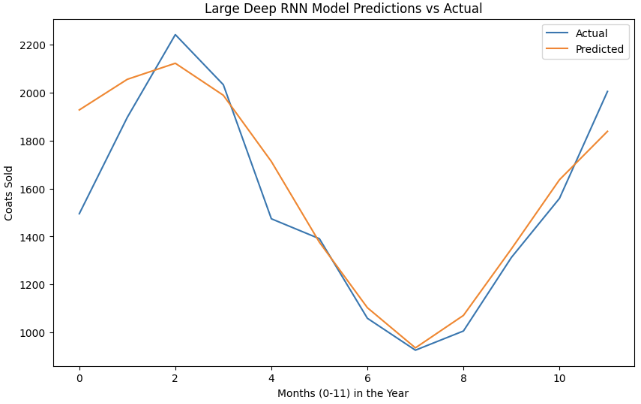 Large Deep RNN Model Predictions vs Actual
Actual
Predicted
2200
2000
1800
1600
1400
1200
1000
Coats Sold
0 2 4 6 8 10
Months (0-11) in the Year